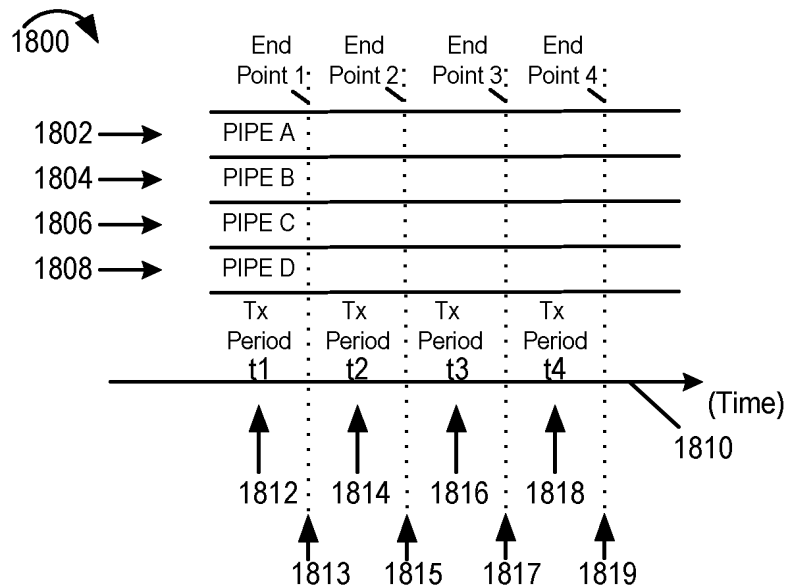 1800
End
Point 1
End
Point 2
End
Point 3
End
Point 4
1802
PIPE A
1804
PIPE B
1806
PIPE C
1808
PIPE D
Tx
Period
t1
Tx
Period
t2
Tx
Period
t3
Tx
Period
t4
(Time)
1810
1812
1814
1816
1818
1813
1815
1817
1819